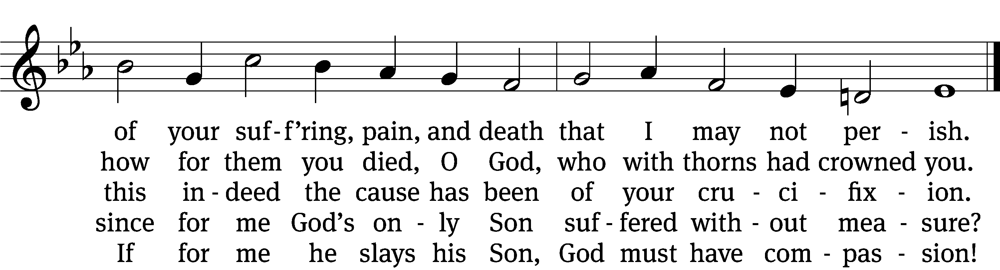 of your suf-f’ring, pain, and death that I may not per - ish.
how for them you died, O God, who with thorns had crowned you.
this in - deed the cause has been of your cru - ci - fix - ion.
since for me God’s on - ly Son suf - fered with - out mea - sure?
If for me he slays his Son, God must have com - pas - sion!